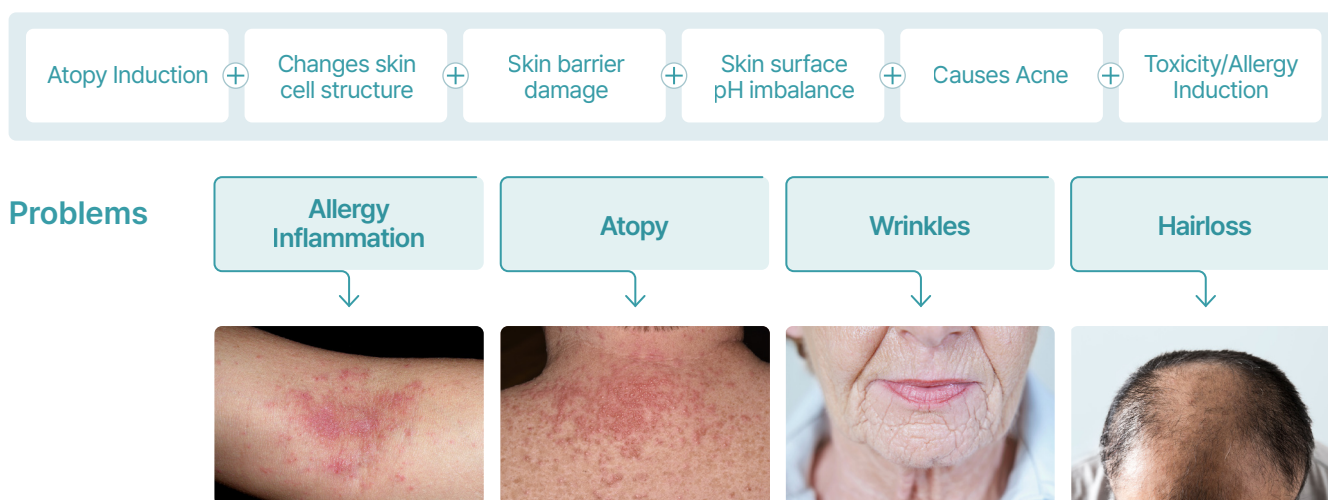 Atopy Induction
Changes skin
cell structure
Skin barrier
damage
Skin surface
pH imbalance
Causes Acne
Toxicity/Allergy
Induction
Problems
Allergy
Inflammation
Atopy
Wrinkles
Hairloss